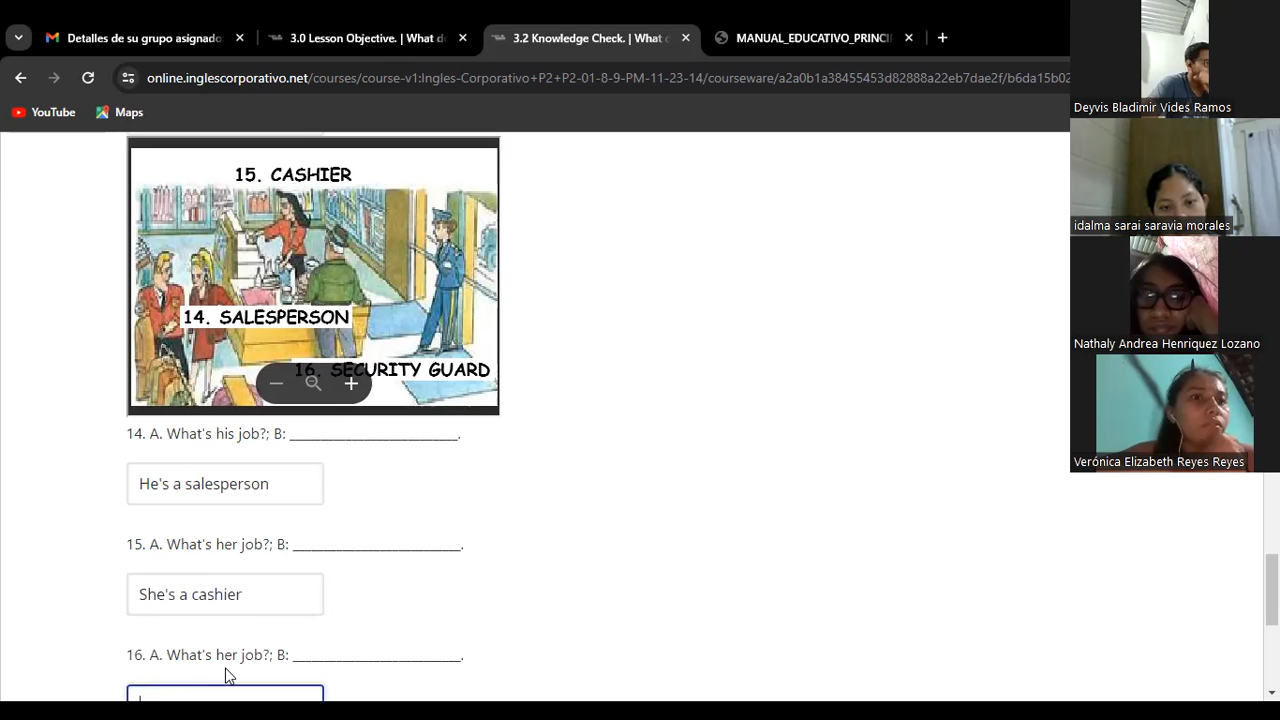 Detalles de su grupo asignado
3.0 Lesson Objective. | What d
3.2 Knowledge Check. | What d
MANUAL_EDUCATIVO_PRINCI
online.inglescorporativo.net/courses/course-v1:Ingles-Corporativo+P2+P2-01-8-9-PM-11-23-14/courseware/a2a0b1a38455453d82888a22eb7dae2f/b6da15b02
YouTube
Maps
15. CASHIER
14. SALESPERSON
16. SECURITY GUARD
14. A. What's his job?; B: _________________________.
He's a salesperson
15. A. What's her job?; B: _________________________.
She's a cashier
16. A. What's her job?; B: _________________________.
Deyvis Bladimir Vides Ramos
idalma sarai saravia morales
Nathaly Andrea Henriquez Lozano
Verónica Elizabeth Reyes Reyes